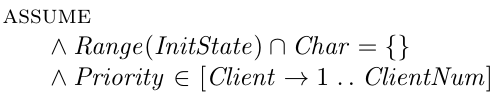 ASSUME
∧ Range(InitState) ∩ Char = {}
∧ Priority ∈ [Client → 1 .. ClientNum]